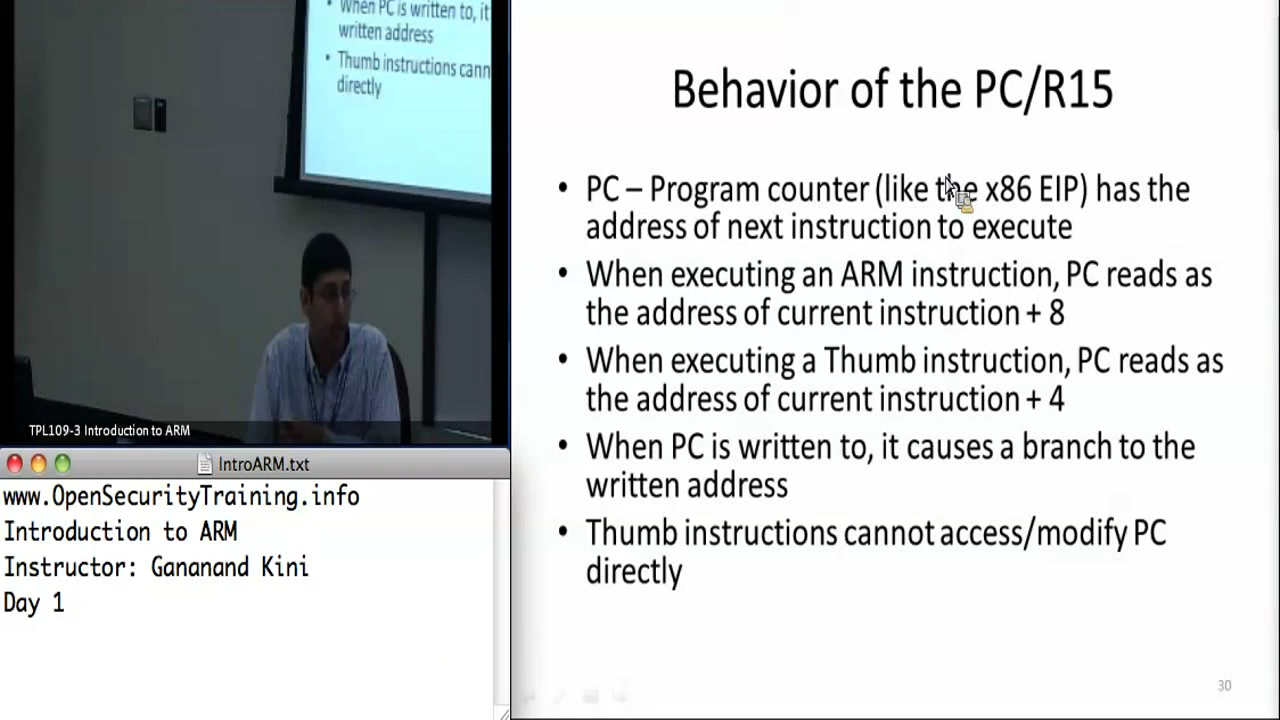 When PC is written to, it
written address
Thumb instructions cann
directly
TPL109-3 Introduction to ARM
IntroARM.txt
www.OpenSecurityTraining.info
Introduction to ARM
Instructor: Gananand Kini
Day 1
Behavior of the PC/R15
• PC – Program counter (like the x86 EIP) has the
address of next instruction to execute
• When executing an ARM instruction, PC reads as
the address of current instruction + 8
• When executing a Thumb instruction, PC reads as
the address of current instruction + 4
• When PC is written to, it causes a branch to the
written address
• Thumb instructions cannot access/modify PC
directly
30